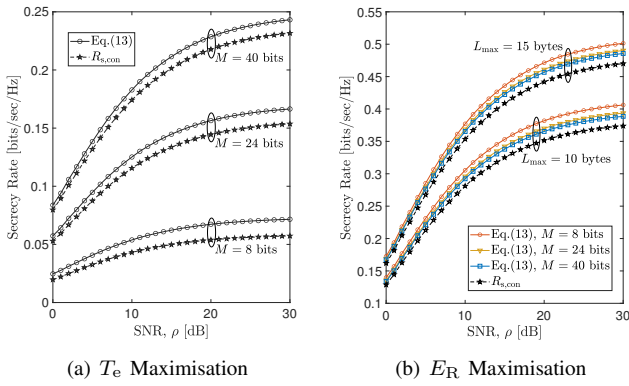 0.25
0.2
0.15
0.1
0.05
0
Secrecy Rate [bits/sec/Hz]
Eq.(13)
R_s,con
M = 40 bits
M = 24 bits
M = 8 bits
0 10 20 30
SNR, ρ [dB]
(a) T_e Maximisation
0.55
0.5
0.45
0.4
0.35
0.3
0.25
0.2
0.15
0.1
Secrecy Rate [bits/sec/Hz]
L_max = 15 bytes
L_max = 10 bytes
Eq.(13), M = 8 bits
Eq.(13), M = 24 bits
Eq.(13), M = 40 bits
R_s,con
0 10 20 30
SNR, ρ [dB]
(b) E_R Maximisation